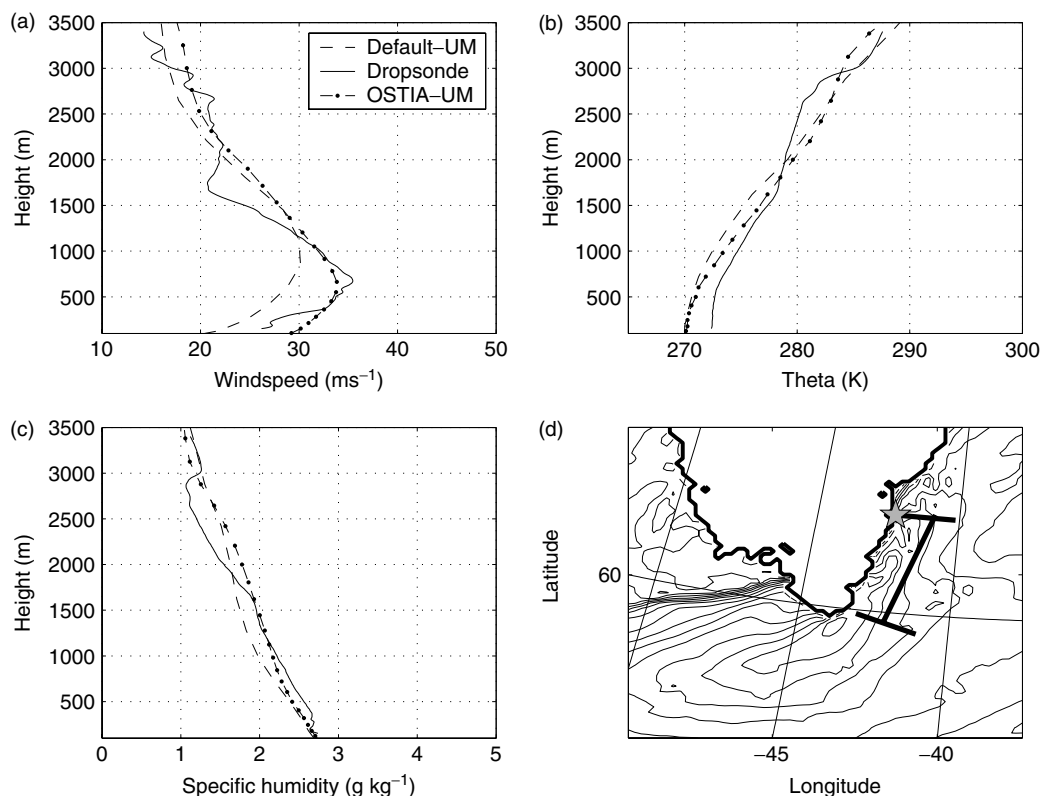 (a)
3500
3000
2500
2000
1500
1000
500
Height (m)
10 20 30 40 50
Windspeed (ms⁻¹)
Default–UM
Dropsonde
OSTIA–UM
(b)
3500
3000
2500
2000
1500
1000
500
Height (m)
270 280 290 300
Theta (K)
(c)
3500
3000
2500
2000
1500
1000
500
Height (m)
0 1 2 3 4 5
Specific humidity (g kg⁻¹)
(d)
Latitude
60
−45 −40
Longitude